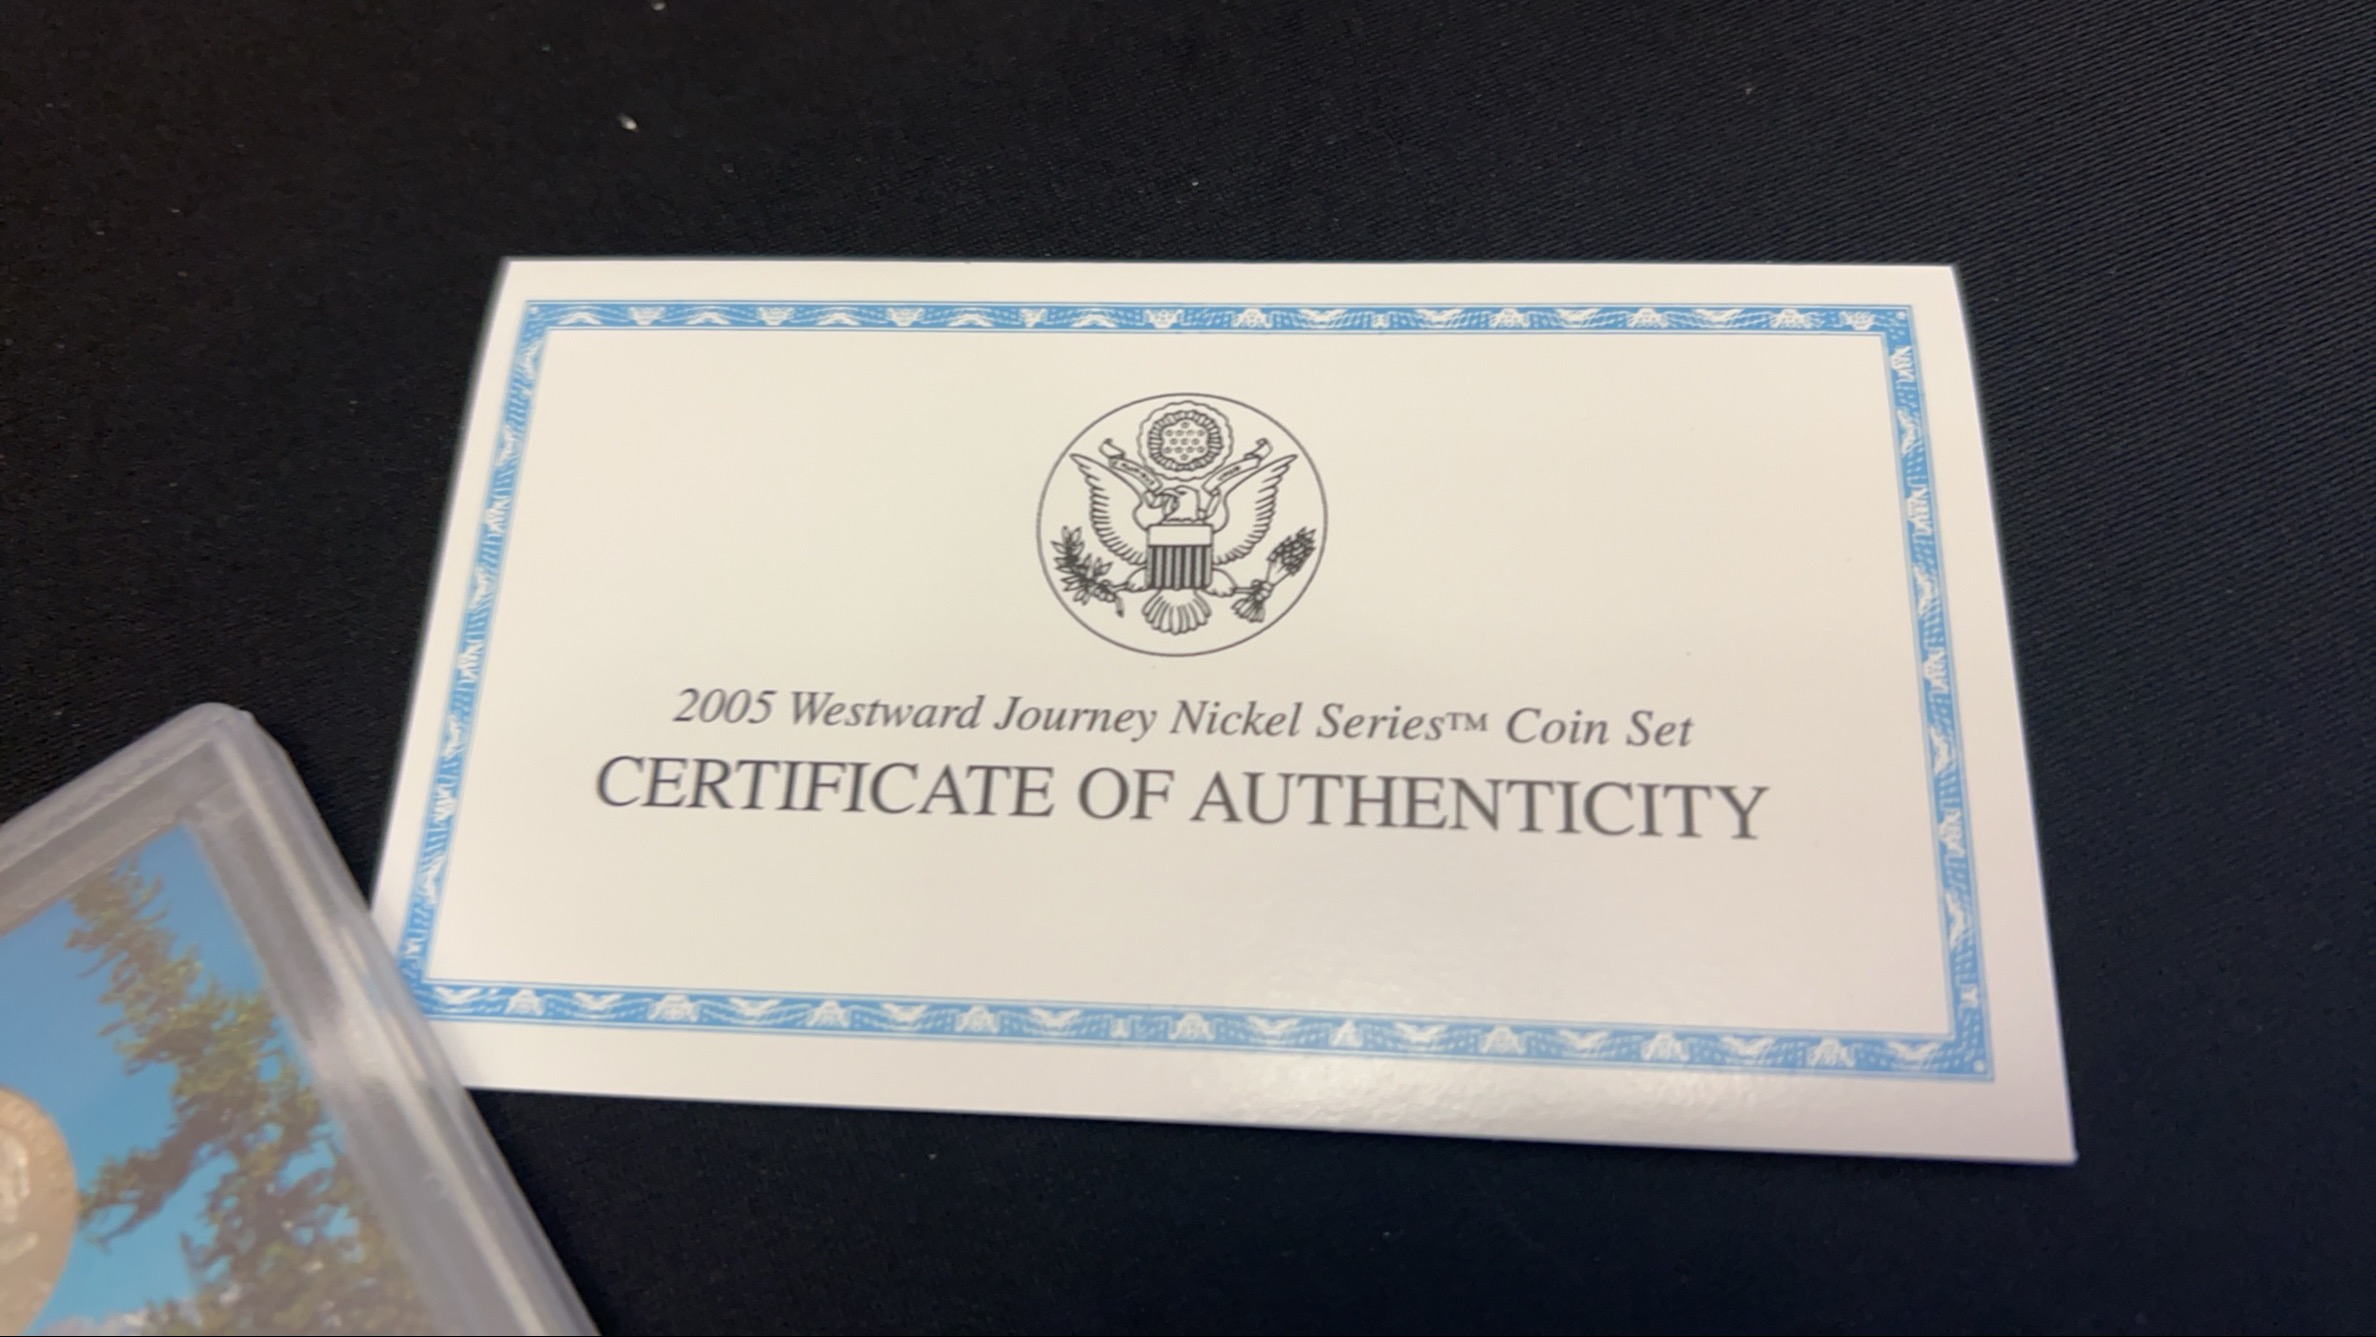 2005 Westward Journey Nickel Series™ Coin Set
CERTIFICATE OF AUTHENTICITY